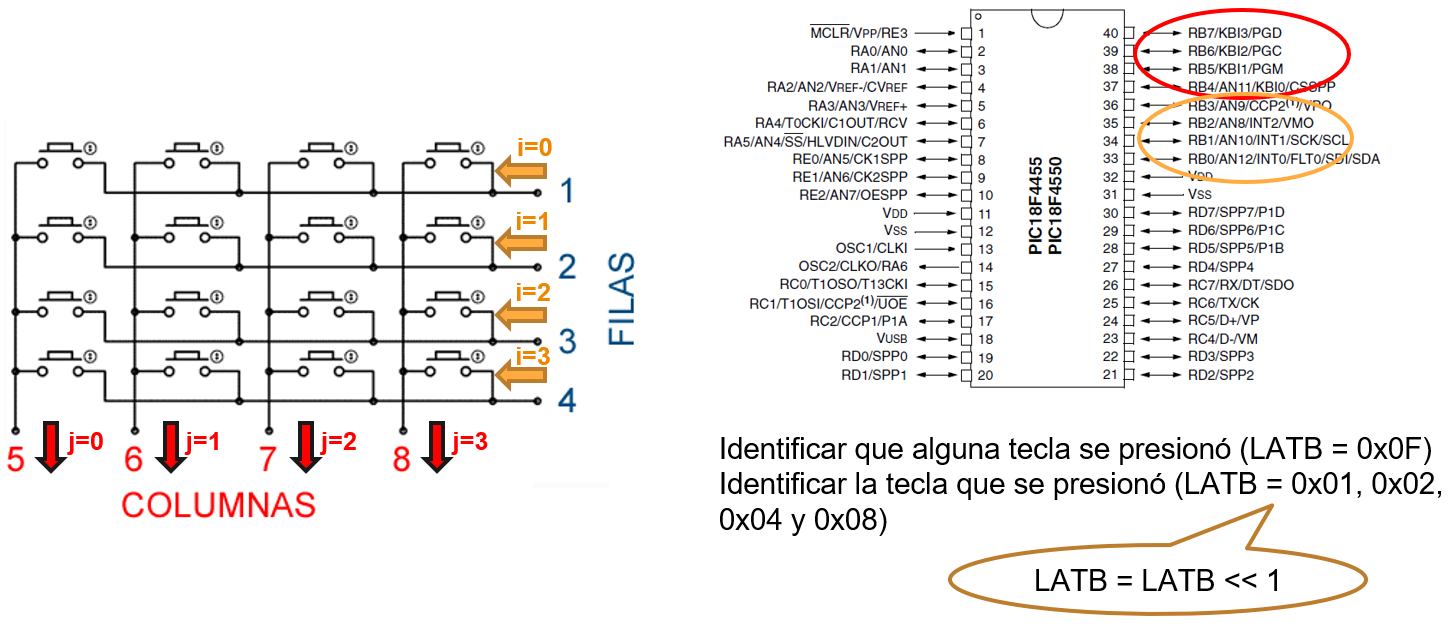 i=0
1
i=1
2
i=2
3
i=3
4
FILAS
5
j=0
6
j=1
7
j=2
8
j=3
COLUMNAS
MCLR/VPP/RE3
RA0/AN0
RA1/AN1
RA2/AN2/VREF-/CVREF
RA3/AN3/VREF+
RA4/T0CKI/C1OUT/RCV
RA5/AN4/SS/HLVDIN/C2OUT
RE0/AN5/CK1SPP
RE1/AN6/CK2SPP
RE2/AN7/OESPP
VDD
VSS
OSC1/CLKI
OSC2/CLKO/RA6
RC0/T1OSO/T13CKI
RC1/T1OSI/CCP2(1)/UOE
RC2/CCP1/P1A
VUSB
RD0/SPP0
RD1/SPP1
1
2
3
4
5
6
7
8
9
10
11
12
13
14
15
16
17
18
19
20
PIC18F4455
PIC18F4550
40
39
38
37
36
35
34
33
32
31
30
29
28
27
26
25
24
23
22
21
RB7/KBI3/PGD
RB6/KBI2/PGC
RB5/KBI1/PGM
RB4/AN11/KBI0/CSSPP
RB3/AN9/CCP2(1)/VPO
RB2/AN8/INT2/VMO
RB1/AN10/INT1/SCK/SCL
RB0/AN12/INT0/FLT0/SDI/SDA
VDD
VSS
RD7/SPP7/P1D
RD6/SPP6/P1C
RD5/SPP5/P1B
RD4/SPP4
RC7/RX/DT/SDO
RC6/TX/CK
RC5/D+/VP
RC4/D-/VM
RD3/SPP3
RD2/SPP2
Identificar que alguna tecla se presionó (LATB = 0x0F)
Identificar la tecla que se presionó (LATB = 0x01, 0x02,
0x04 y 0x08)
LATB = LATB << 1